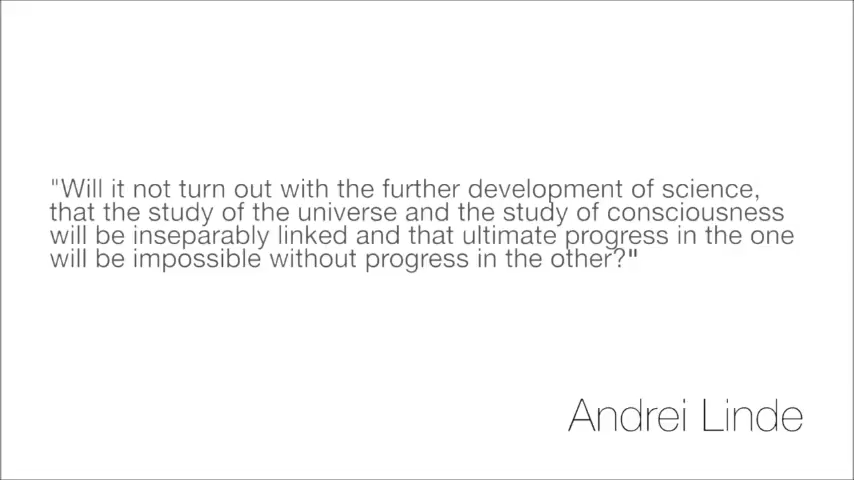 "Will it not turn out with the further development of science,
that the study of the universe and the study of consciousness
will be inseparably linked and that ultimate progress in the one
will be impossible without progress in the other?"
Andrei Linde